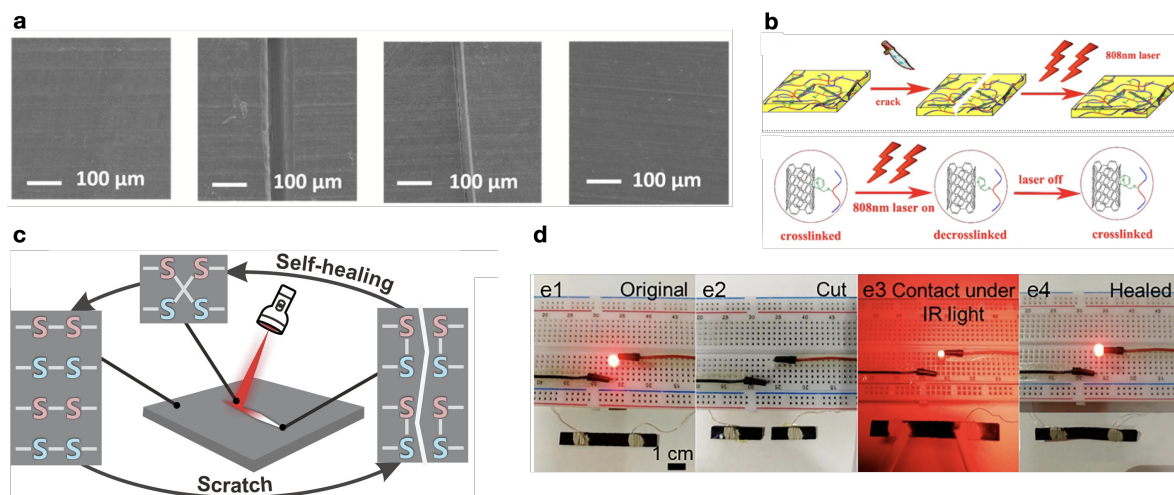 a
100 µm
100 µm
100 µm
100 µm
b
808nm laser
crack
808nm laser on
laser off
crosslinked
decrosslinked
crosslinked
c
Self-healing
S S
S S
S S
S S
S S
S S
S S
S S
S S
S S
Scratch
d
e1 Original
e2 Cut
e3 Contact under
IR light
e4 Healed
1 cm